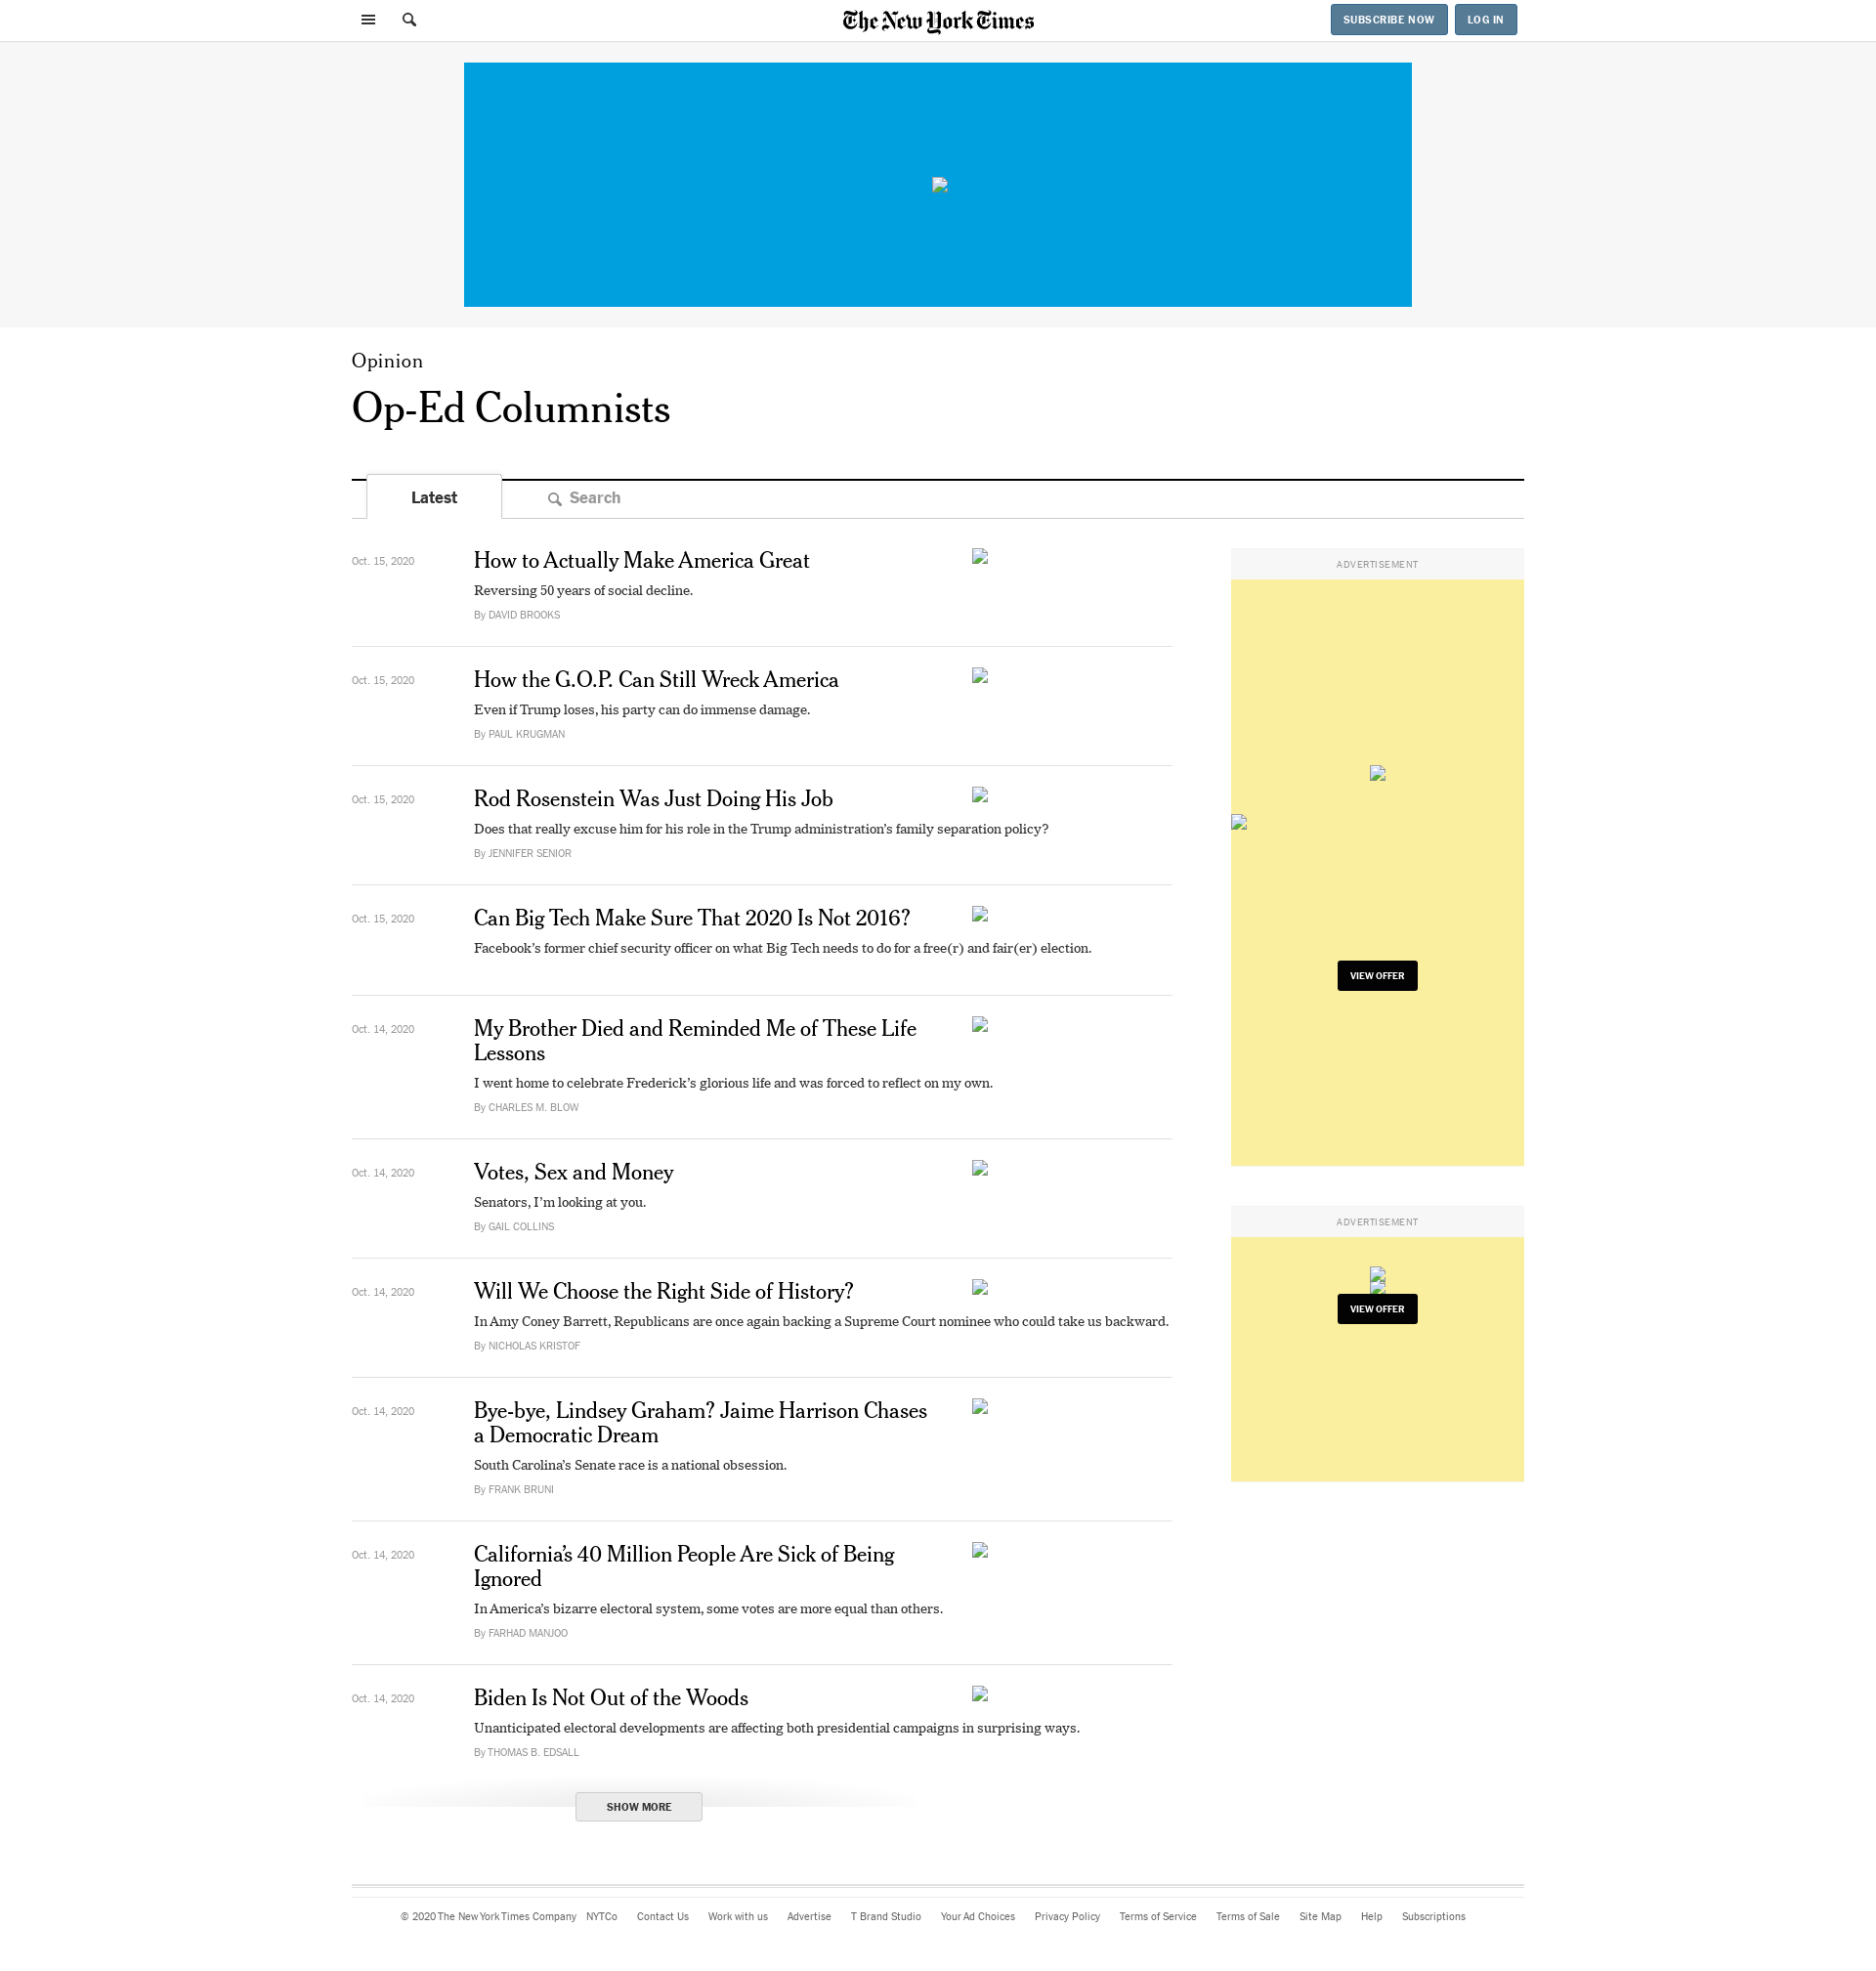 The New York Times
SUBSCRIBE NOW
LOG IN
Opinion
Op-Ed Columnists
Latest
Search
Oct. 15, 2020
How to Actually Make America Great
Reversing 50 years of social decline.
By DAVID BROOKS
Oct. 15, 2020
How the G.O.P. Can Still Wreck America
Even if Trump loses, his party can do immense damage.
By PAUL KRUGMAN
Oct. 15, 2020
Rod Rosenstein Was Just Doing His Job
Does that really excuse him for his role in the Trump administration’s family separation policy?
By JENNIFER SENIOR
Oct. 15, 2020
Can Big Tech Make Sure That 2020 Is Not 2016?
Facebook’s former chief security officer on what Big Tech needs to do for a free(r) and fair(er) election.
Oct. 14, 2020
My Brother Died and Reminded Me of These Life
Lessons
I went home to celebrate Frederick’s glorious life and was forced to reflect on my own.
By CHARLES M. BLOW
Oct. 14, 2020
Votes, Sex and Money
Senators, I’m looking at you.
By GAIL COLLINS
Oct. 14, 2020
Will We Choose the Right Side of History?
In Amy Coney Barrett, Republicans are once again backing a Supreme Court nominee who could take us backward.
By NICHOLAS KRISTOF
Oct. 14, 2020
Bye-bye, Lindsey Graham? Jaime Harrison Chases
a Democratic Dream
South Carolina’s Senate race is a national obsession.
By FRANK BRUNI
Oct. 14, 2020
California’s 40 Million People Are Sick of Being
Ignored
In America’s bizarre electoral system, some votes are more equal than others.
By FARHAD MANJOO
Oct. 14, 2020
Biden Is Not Out of the Woods
Unanticipated electoral developments are affecting both presidential campaigns in surprising ways.
By THOMAS B. EDSALL
SHOW MORE
ADVERTISEMENT
VIEW OFFER
ADVERTISEMENT
VIEW OFFER
© 2020 The New York Times Company NYTCo Contact Us Work with us Advertise T Brand Studio Your Ad Choices Privacy Policy Terms of Service Terms of Sale Site Map Help Subscriptions